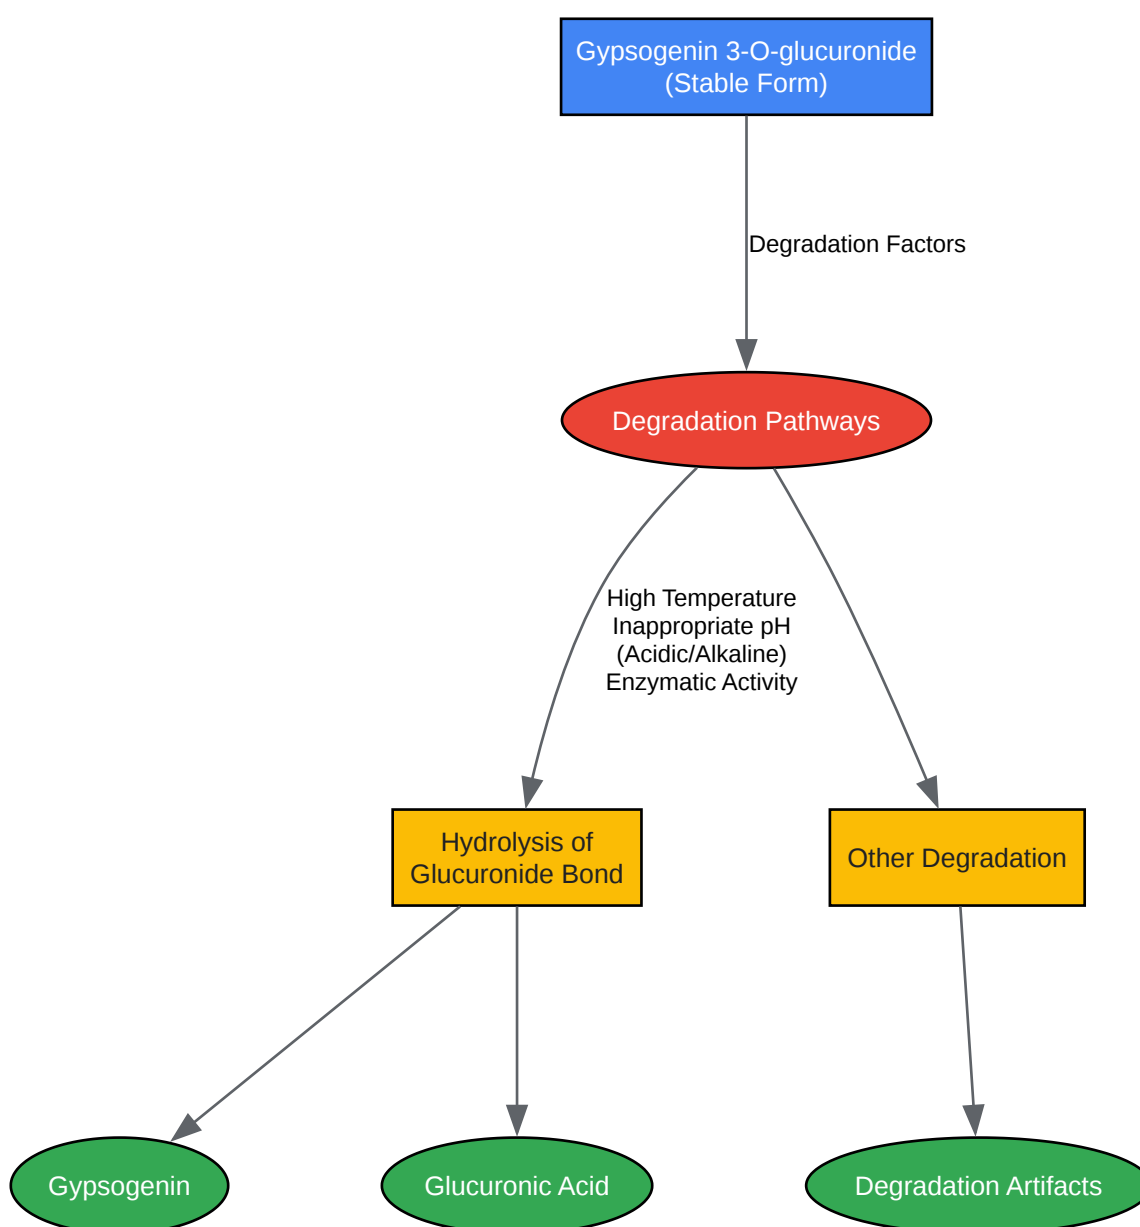 Gypsogenin 3-O-glucuronide
(Stable Form)
Degradation Factors
Degradation Pathways
High Temperature
Inappropriate pH
(Acidic/Alkaline)
Enzymatic Activity
Hydrolysis of
Glucuronide Bond
Other Degradation
Gypsogenin
Glucuronic Acid
Degradation Artifacts